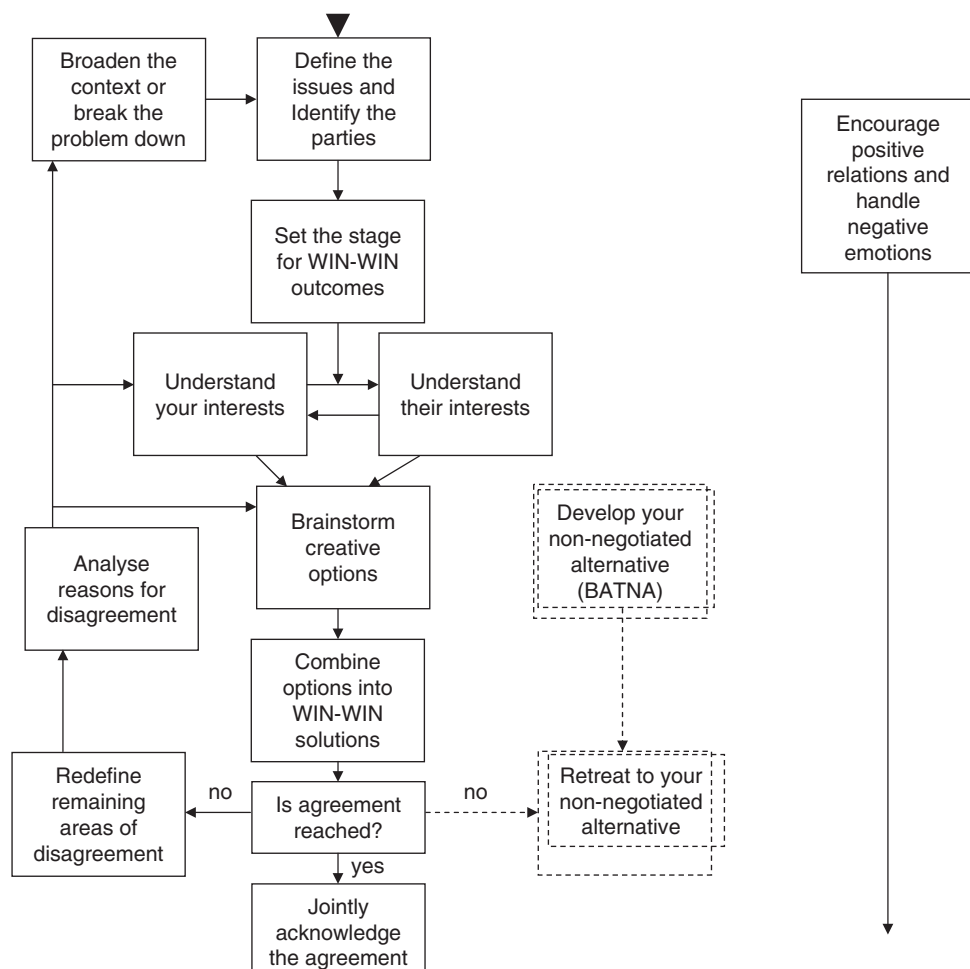 Broaden the
context or
break the
problem down
Define the
issues and
Identify the
parties
Encourage
positive
relations and
handle
negative
emotions
Set the stage
for WIN-WIN
outcomes
Understand
your interests
Understand
their interests
Brainstorm
creative
options
Develop your
non-negotiated
alternative
(BATNA)
Analyse
reasons for
disagreement
Combine
options into
WIN-WIN
solutions
Redefine
remaining
areas of
disagreement
no
Is agreement
reached?
no
Retreat to your
non-negotiated
alternative
yes
Jointly
acknowledge
the agreement